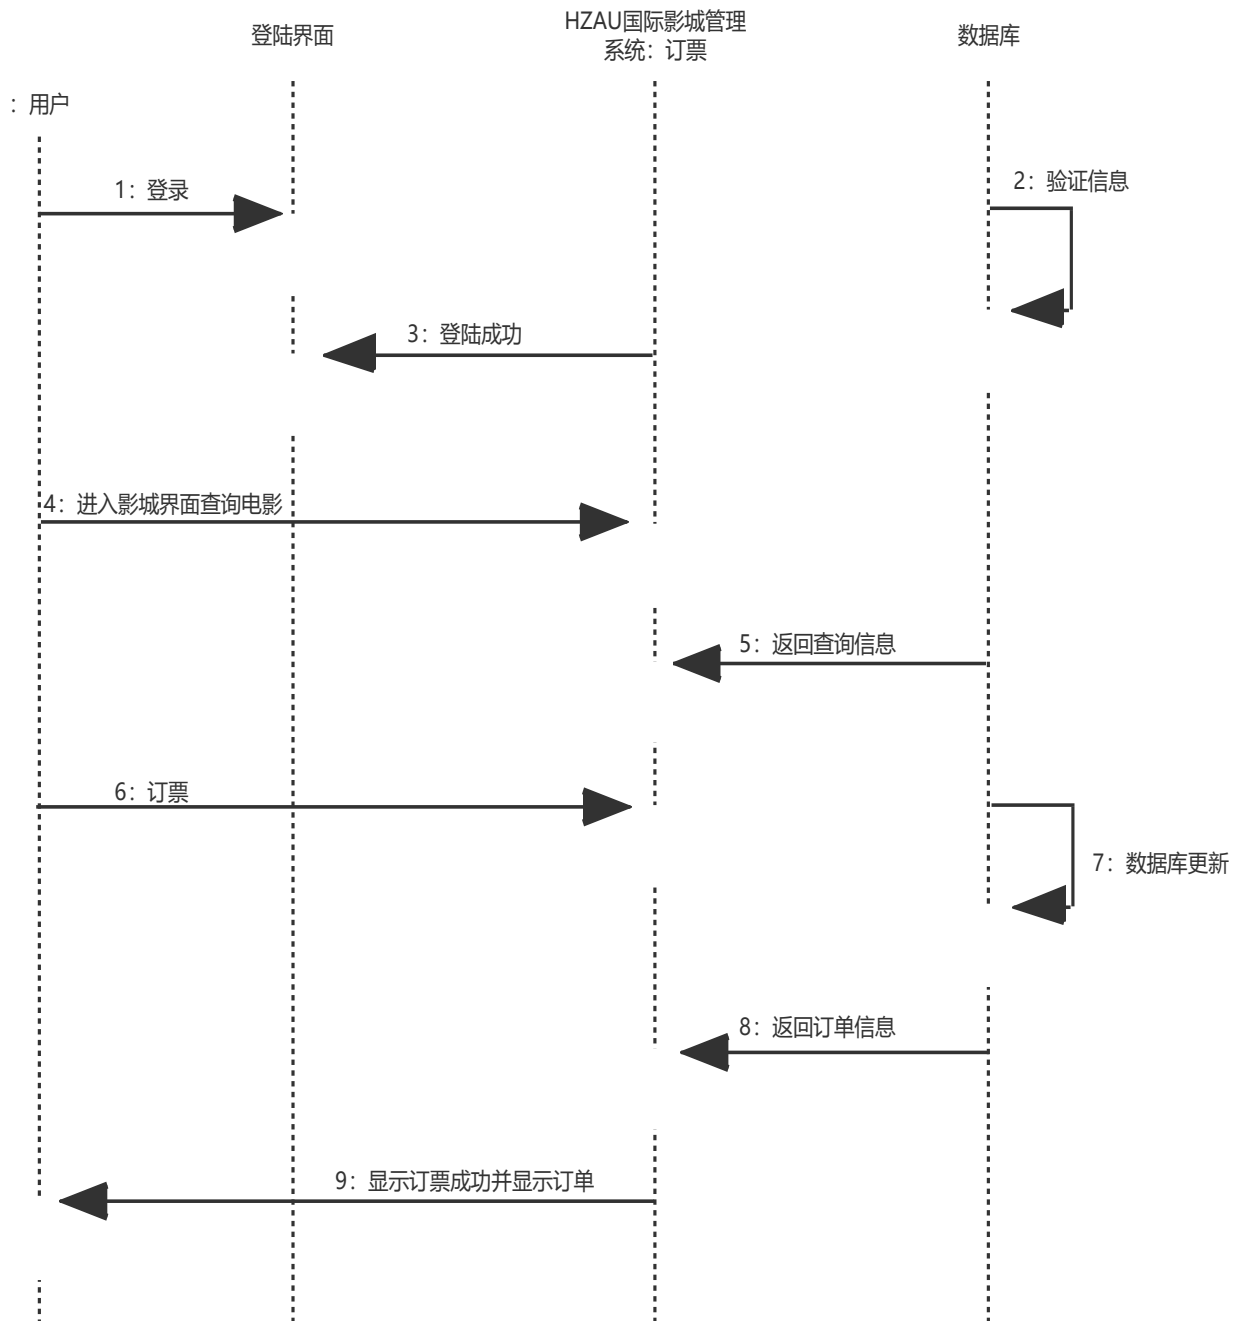 登陆界面
HZAU国际影城管理
系统：订票
数据库
：用户
1：登录
2：验证信息
3：登陆成功
4：进入影城界面查询电影
5：返回查询信息
6：订票
7：数据库更新
8：返回订单信息
9：显示订票成功并显示订单